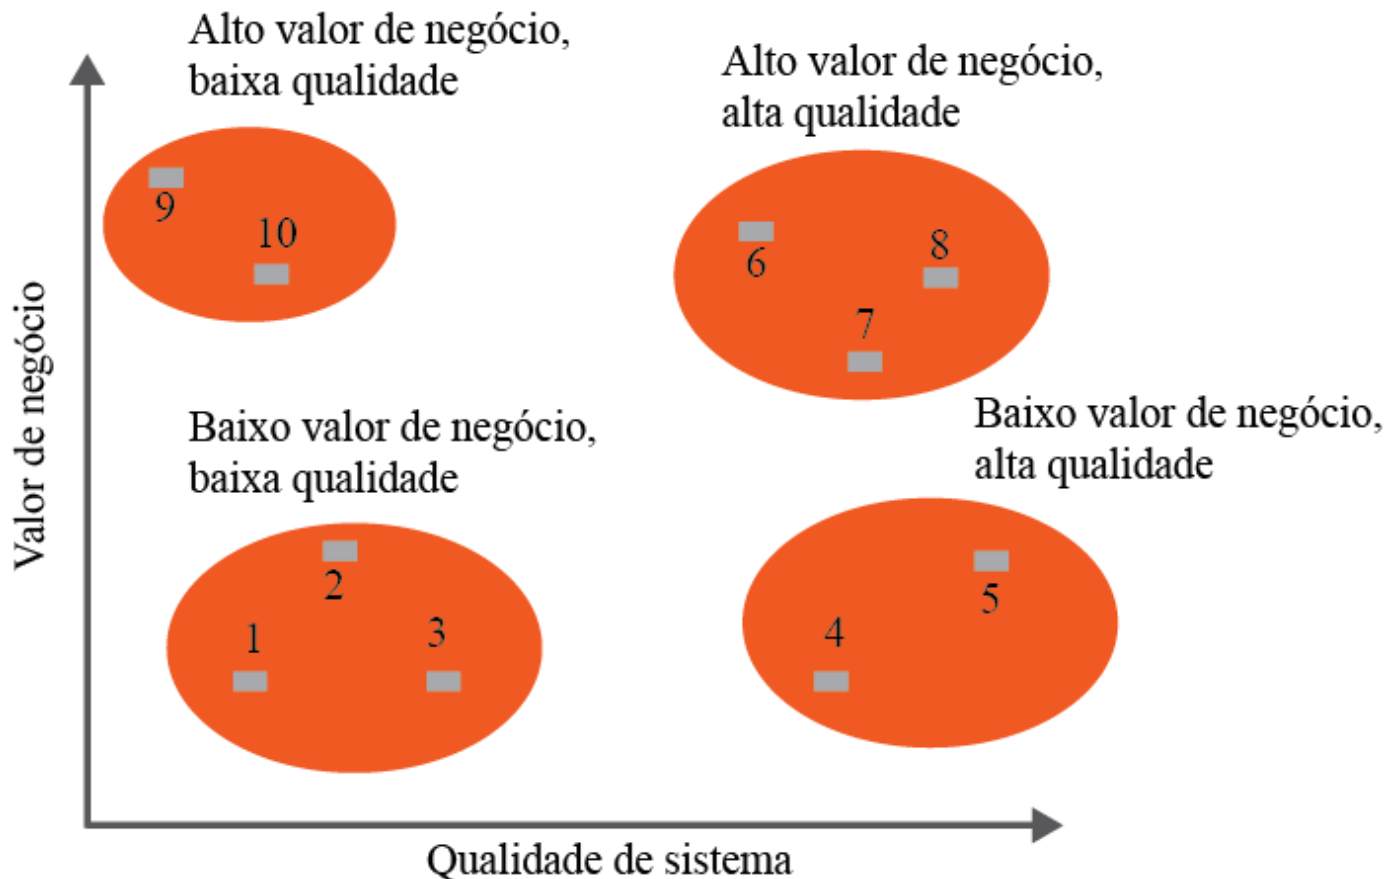 Alto valor de negócio,
baixa qualidade
Alto valor de negócio,
alta qualidade
9
10
6
8
7
Valor de negócio
Baixo valor de negócio,
baixa qualidade
Baixo valor de negócio,
alta qualidade
2
1
3
5
4
Qualidade de sistema